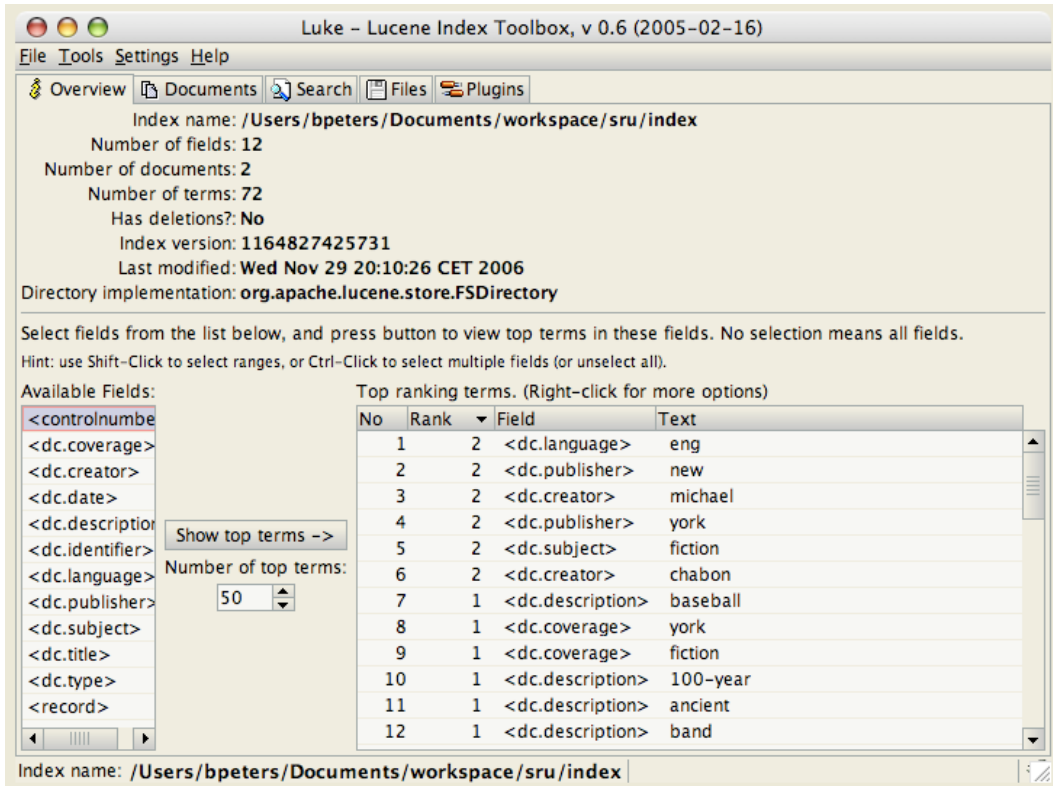 Luke – Lucene Index Toolbox, v 0.6 (2005-02-16)
File Tools Settings Help
Overview Documents Search Files Plugins
Index name: /Users/bpeters/Documents/workspace/sru/index
Number of fields: 12
Number of documents: 2
Number of terms: 72
Has deletions?: No
Index version: 1164827425731
Last modified: Wed Nov 29 20:10:26 CET 2006
Directory implementation: org.apache.lucene.store.FSDirectory
Select fields from the list below, and press button to view top terms in these fields. No selection means all fields.
Hint: use Shift-Click to select ranges, or Ctrl-Click to select multiple fields (or unselect all).
Available Fields:
<controlnumbe
<dc.coverage>
<dc.creator>
<dc.date>
<dc.description
<dc.identifier>
<dc.language>
<dc.publisher>
<dc.subject>
<dc.title>
<dc.type>
<record>
Show top terms ->
Number of top terms:
50
Top ranking terms. (Right-click for more options)
No Rank Field Text
1 2 <dc.language> eng
2 2 <dc.publisher> new
3 2 <dc.creator> michael
4 2 <dc.publisher> york
5 2 <dc.subject> fiction
6 2 <dc.creator> chabon
7 1 <dc.description> baseball
8 1 <dc.coverage> york
9 1 <dc.coverage> fiction
10 1 <dc.description> 100-year
11 1 <dc.description> ancient
12 1 <dc.description> band
Index name: /Users/bpeters/Documents/workspace/sru/index